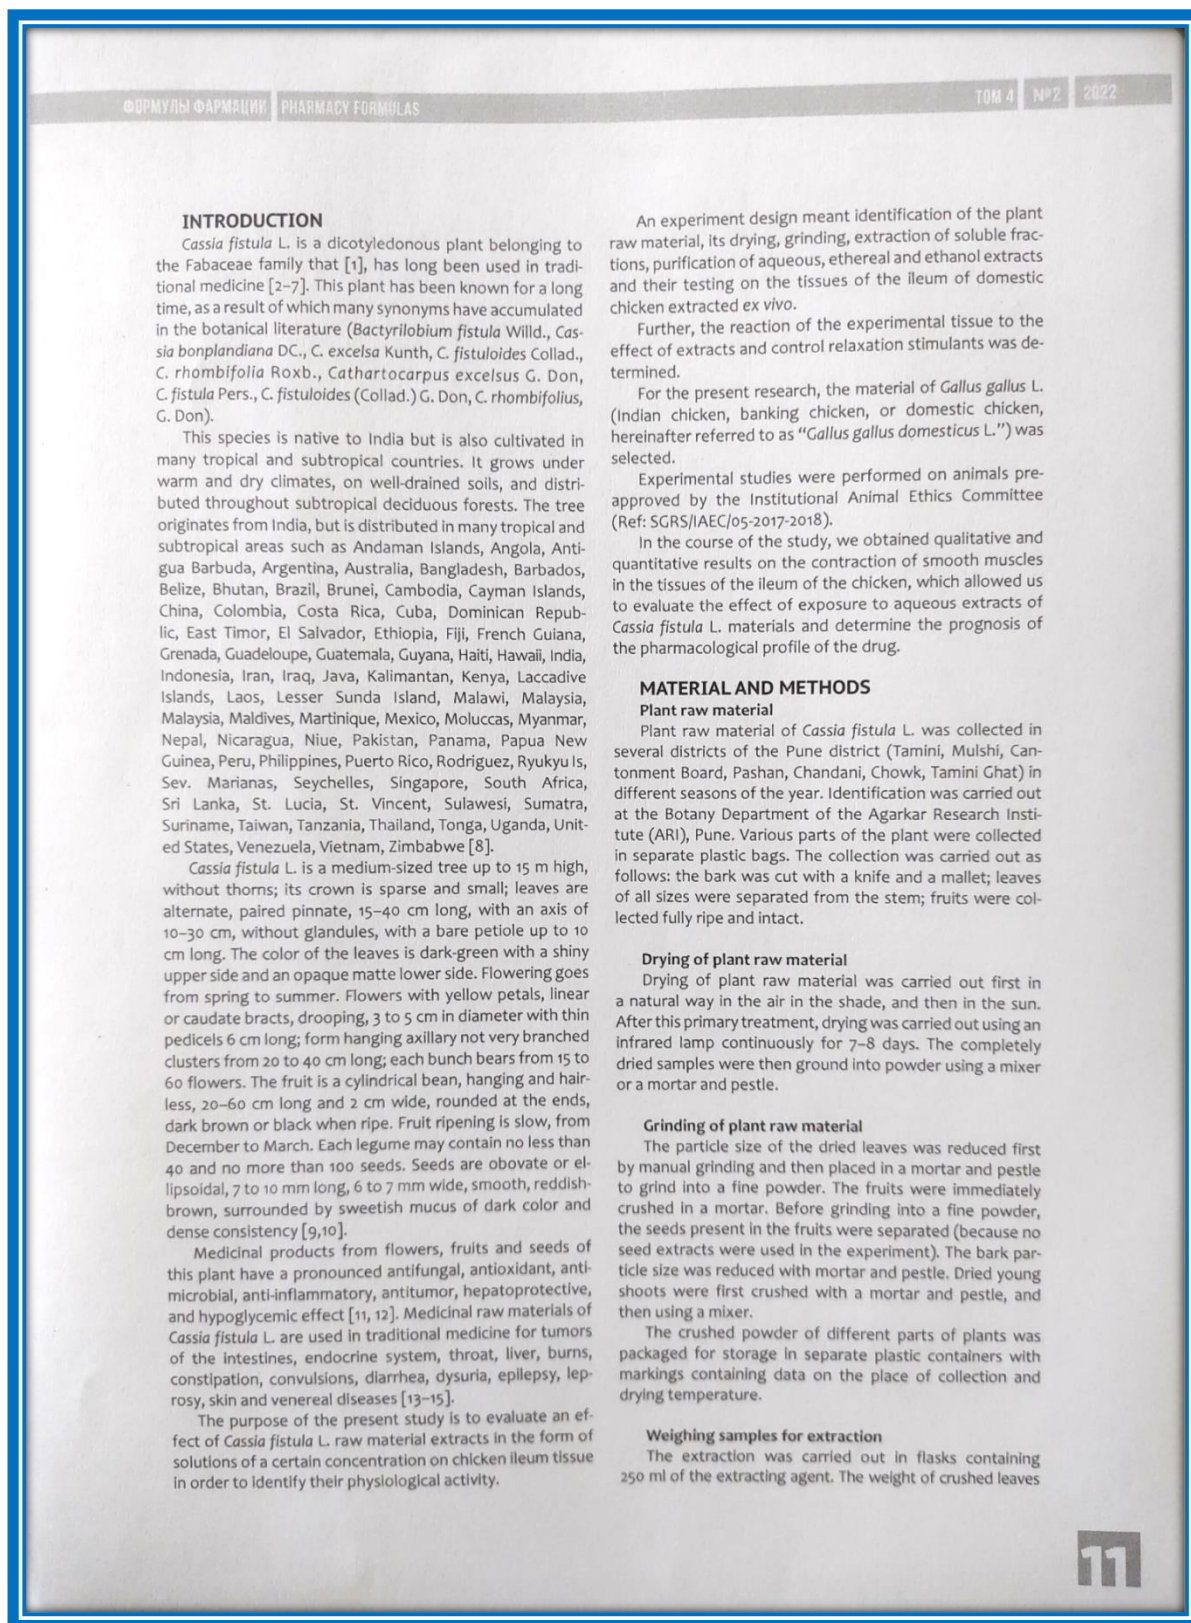 ФОРМУЛЫ ФАРМАЦИИ PHARMACY FORMULAS
ТОМ 4 №2 2022
INTRODUCTION
Cassia fistula L. is a dicotyledonous plant belonging to
the Fabaceae family that [1], has long been used in tradi-
tional medicine [2–7]. This plant has been known for a long
time, as a result of which many synonyms have accumulated
in the botanical literature (Bactyrilobium fistula Willd., Cas-
sia bonplandiana DC., C. excelsa Kunth, C. fistuloides Collad.,
C. rhombifolia Roxb., Cathartocarpus excelsus G. Don,
C. fistula Pers., C. fistuloides (Collad.) G. Don, C. rhombifolius,
G. Don).
This species is native to India but is also cultivated in
many tropical and subtropical countries. It grows under
warm and dry climates, on well-drained soils, and distri-
buted throughout subtropical deciduous forests. The tree
originates from India, but is distributed in many tropical and
subtropical areas such as Andaman Islands, Angola, Anti-
gua Barbuda, Argentina, Australia, Bangladesh, Barbados,
Belize, Bhutan, Brazil, Brunei, Cambodia, Cayman Islands,
China, Colombia, Costa Rica, Cuba, Dominican Repub-
lic, East Timor, El Salvador, Ethiopia, Fiji, French Guiana,
Grenada, Guadeloupe, Guatemala, Guyana, Haiti, Hawaii, India,
Indonesia, Iran, Iraq, Java, Kalimantan, Kenya, Laccadive
Islands, Laos, Lesser Sunda Island, Malawi, Malaysia,
Malaysia, Maldives, Martinique, Mexico, Moluccas, Myanmar,
Nepal, Nicaragua, Niue, Pakistan, Panama, Papua New
Guinea, Peru, Philippines, Puerto Rico, Rodriguez, Ryukyu Is,
Sev. Marianas, Seychelles, Singapore, South Africa,
Sri Lanka, St. Lucia, St. Vincent, Sulawesi, Sumatra,
Suriname, Taiwan, Tanzania, Thailand, Tonga, Uganda, Unit-
ed States, Venezuela, Vietnam, Zimbabwe [8].
Cassia fistula L. is a medium-sized tree up to 15 m high,
without thorns; its crown is sparse and small; leaves are
alternate, paired pinnate, 15–40 cm long, with an axis of
10–30 cm, without glandules, with a bare petiole up to 10
cm long. The color of the leaves is dark-green with a shiny
upper side and an opaque matte lower side. Flowering goes
from spring to summer. Flowers with yellow petals, linear
or caudate bracts, drooping, 3 to 5 cm in diameter with thin
pedicels 6 cm long; form hanging axillary not very branched
clusters from 20 to 40 cm long; each bunch bears from 15 to
60 flowers. The fruit is a cylindrical bean, hanging and hair-
less, 20–60 cm long and 2 cm wide, rounded at the ends,
dark brown or black when ripe. Fruit ripening is slow, from
December to March. Each legume may contain no less than
40 and no more than 100 seeds. Seeds are obovate or el-
lipsoidal, 7 to 10 mm long, 6 to 7 mm wide, smooth, reddish-
brown, surrounded by sweetish mucus of dark color and
dense consistency [9,10].
Medicinal products from flowers, fruits and seeds of
this plant have a pronounced antifungal, antioxidant, anti-
microbial, anti-inflammatory, antitumor, hepatoprotective,
and hypoglycemic effect [11, 12]. Medicinal raw materials of
Cassia fistula L. are used in traditional medicine for tumors
of the intestines, endocrine system, throat, liver, burns,
constipation, convulsions, diarrhea, dysuria, epilepsy, lep-
rosy, skin and venereal diseases [13–15].
The purpose of the present study is to evaluate an ef-
fect of Cassia fistula L. raw material extracts in the form of
solutions of a certain concentration on chicken ileum tissue
in order to identify their physiological activity.
An experiment design meant identification of the plant
raw material, its drying, grinding, extraction of soluble frac-
tions, purification of aqueous, ethereal and ethanol extracts
and their testing on the tissues of the ileum of domestic
chicken extracted ex vivo.
Further, the reaction of the experimental tissue to the
effect of extracts and control relaxation stimulants was de-
termined.
For the present research, the material of Gallus gallus L.
(Indian chicken, banking chicken, or domestic chicken,
hereinafter referred to as “Gallus gallus domesticus L.”) was
selected.
Experimental studies were performed on animals pre-
approved by the Institutional Animal Ethics Committee
(Ref: SGRS/IAEC/05-2017-2018).
In the course of the study, we obtained qualitative and
quantitative results on the contraction of smooth muscles
in the tissues of the ileum of the chicken, which allowed us
to evaluate the effect of exposure to aqueous extracts of
Cassia fistula L. materials and determine the prognosis of
the pharmacological profile of the drug.
MATERIAL AND METHODS
Plant raw material
Plant raw material of Cassia fistula L. was collected in
several districts of the Pune district (Tamini, Mulshi, Can-
tonment Board, Pashan, Chandani, Chowk, Tamini Ghat) in
different seasons of the year. Identification was carried out
at the Botany Department of the Agarkar Research Insti-
tute (ARI), Pune. Various parts of the plant were collected
in separate plastic bags. The collection was carried out as
follows: the bark was cut with a knife and a mallet; leaves
of all sizes were separated from the stem; fruits were col-
lected fully ripe and intact.
Drying of plant raw material
Drying of plant raw material was carried out first in
a natural way in the air in the shade, and then in the sun.
After this primary treatment, drying was carried out using an
infrared lamp continuously for 7–8 days. The completely
dried samples were then ground into powder using a mixer
or a mortar and pestle.
Grinding of plant raw material
The particle size of the dried leaves was reduced first
by manual grinding and then placed in a mortar and pestle
to grind into a fine powder. The fruits were immediately
crushed in a mortar. Before grinding into a fine powder,
the seeds present in the fruits were separated (because no
seed extracts were used in the experiment). The bark par-
ticle size was reduced with mortar and pestle. Dried young
shoots were first crushed with a mortar and pestle, and
then using a mixer.
The crushed powder of different parts of plants was
packaged for storage in separate plastic containers with
markings containing data on the place of collection and
drying temperature.
Weighing samples for extraction
The extraction was carried out in flasks containing
250 ml of the extracting agent. The weight of crushed leaves
11